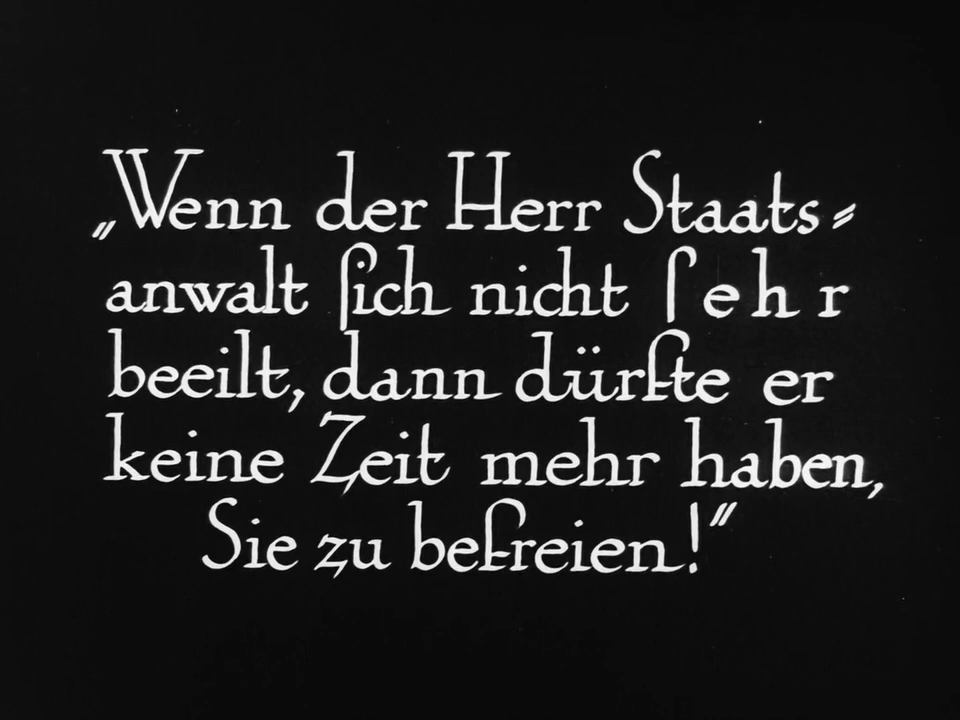 „Wenn der Herr Staats⸗
anwalt ſich nicht ſ e h r
beeilt, dann dürfte er
keine Zeit mehr haben,
Sie zu befreien!“